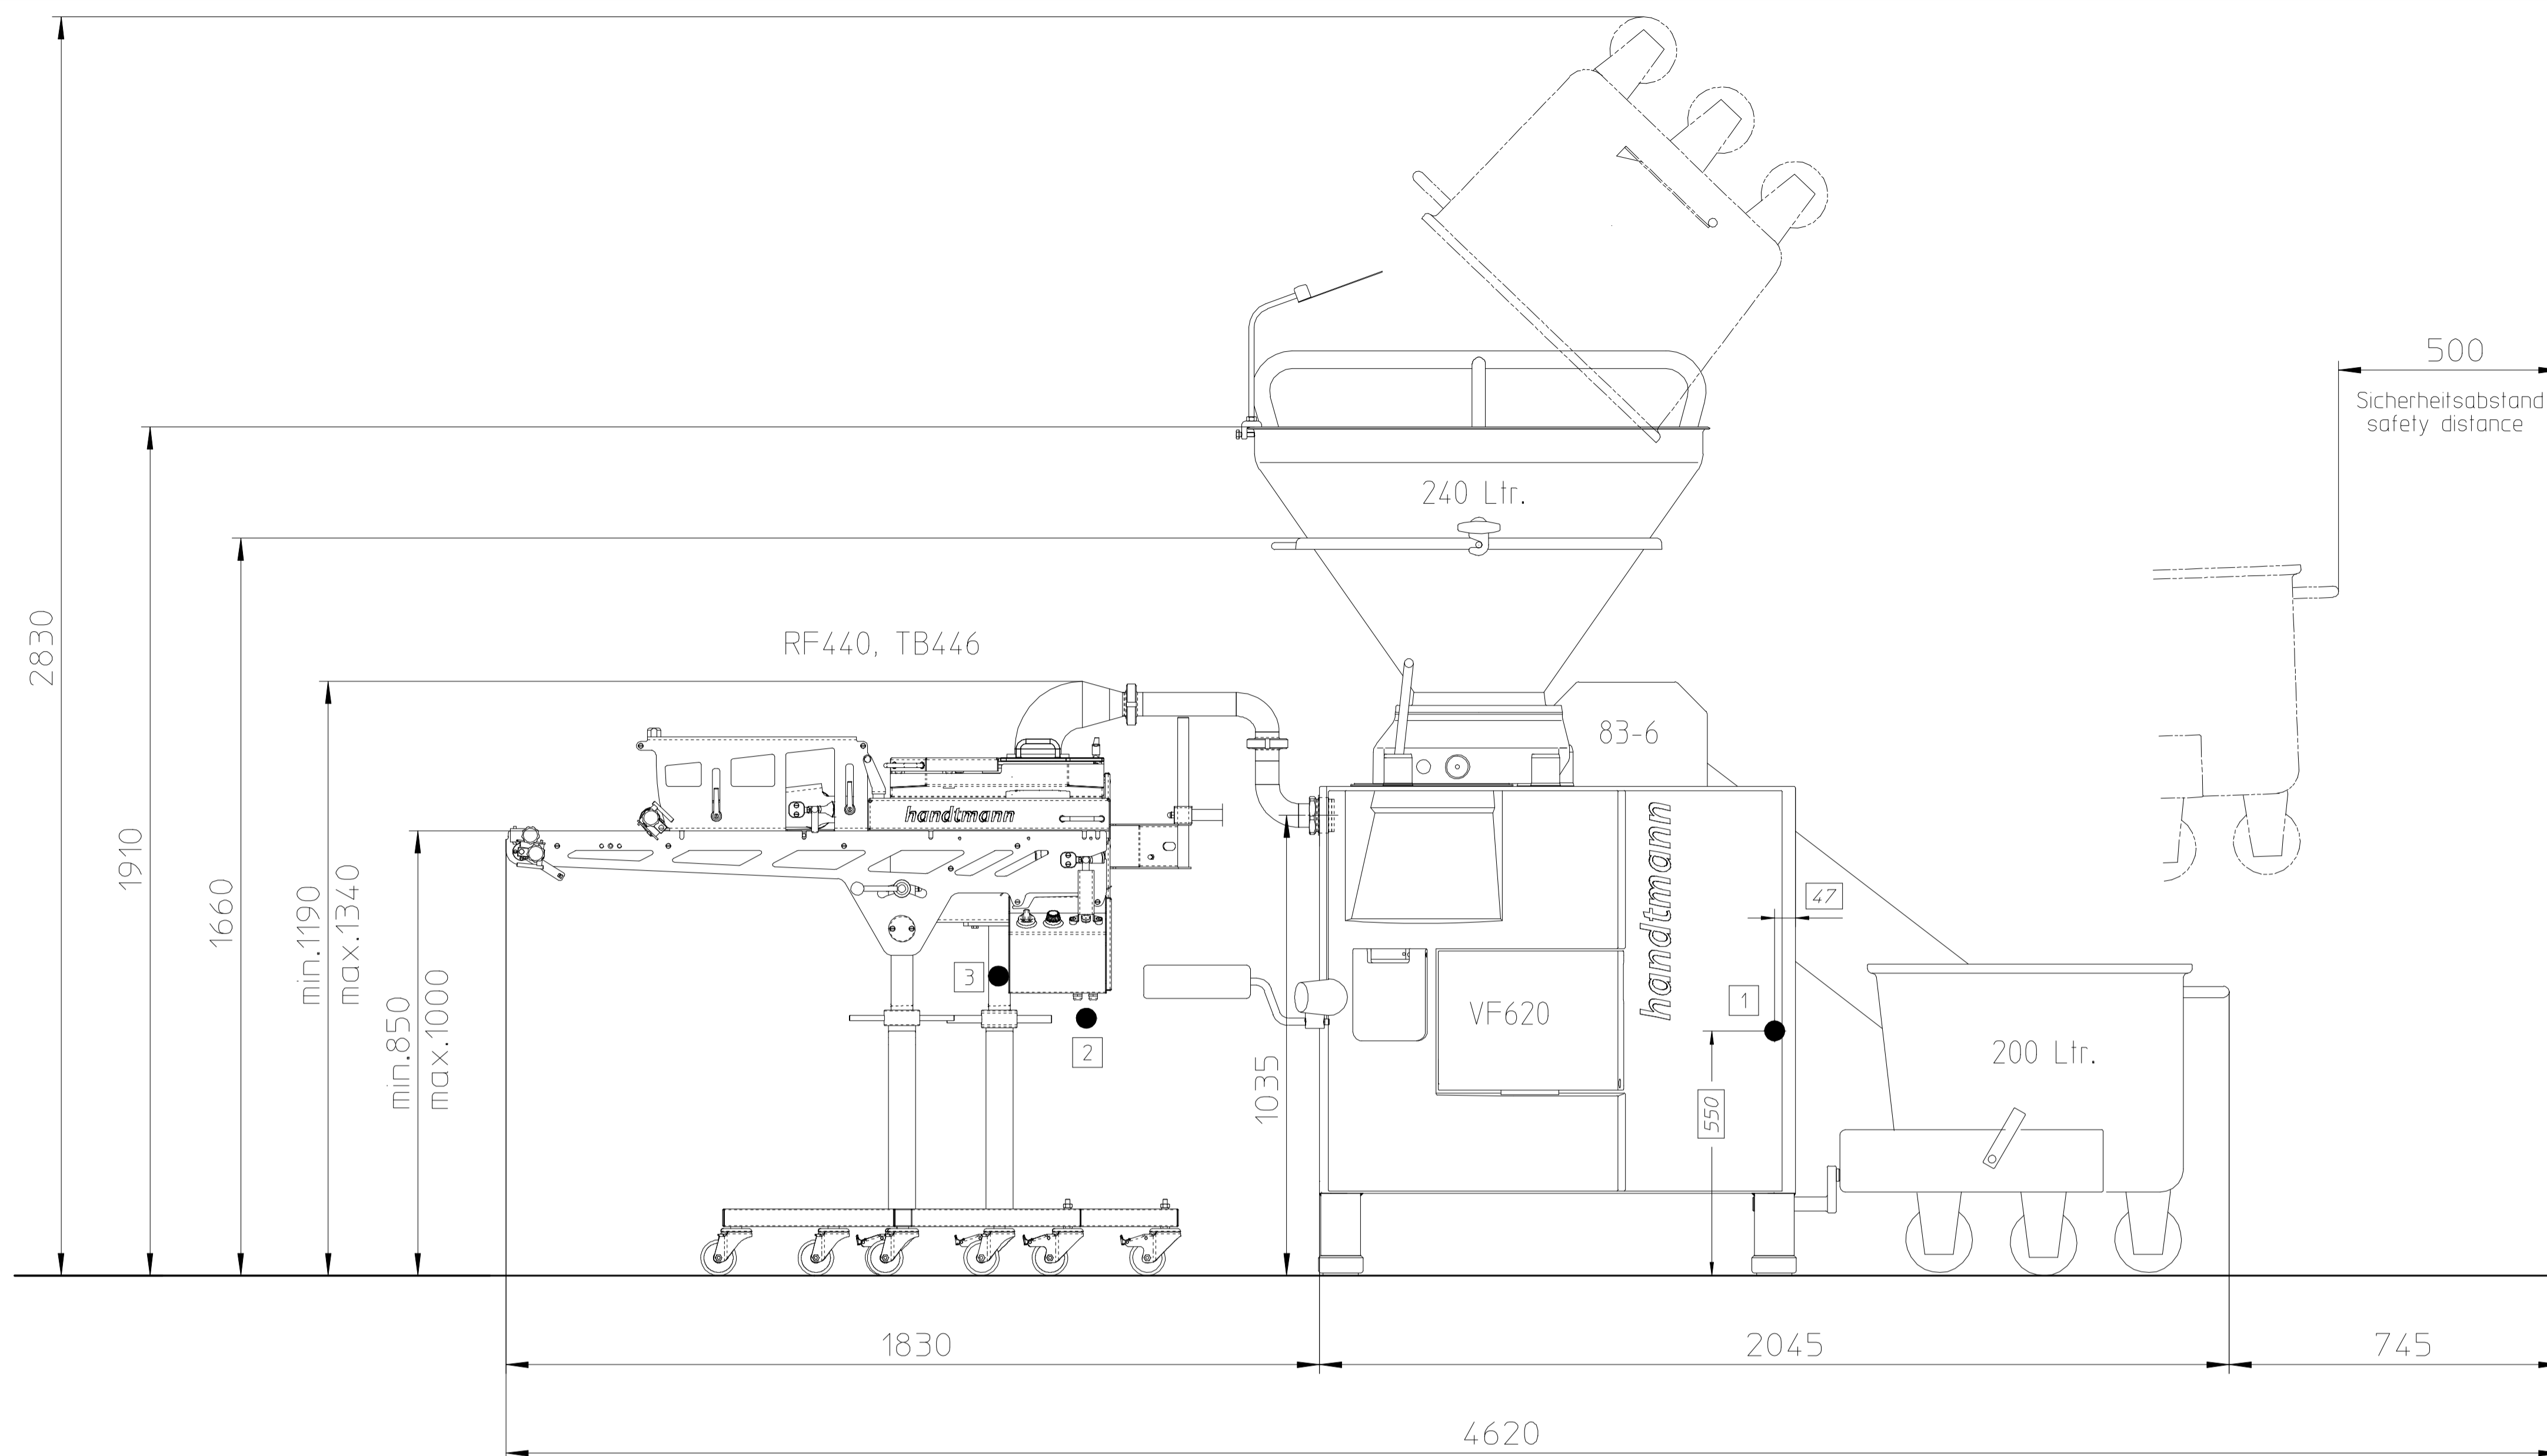 500
Sicherheitsabstand
safety distance
240 Ltr.
RF440, TB446
83-6
2830
1910
1660
min.1190
max.1340
min.850
max.1000
handtmann
handtmann
47
1
3
2
VF620
200 Ltr.
1035
550
1830
2045
745
4620